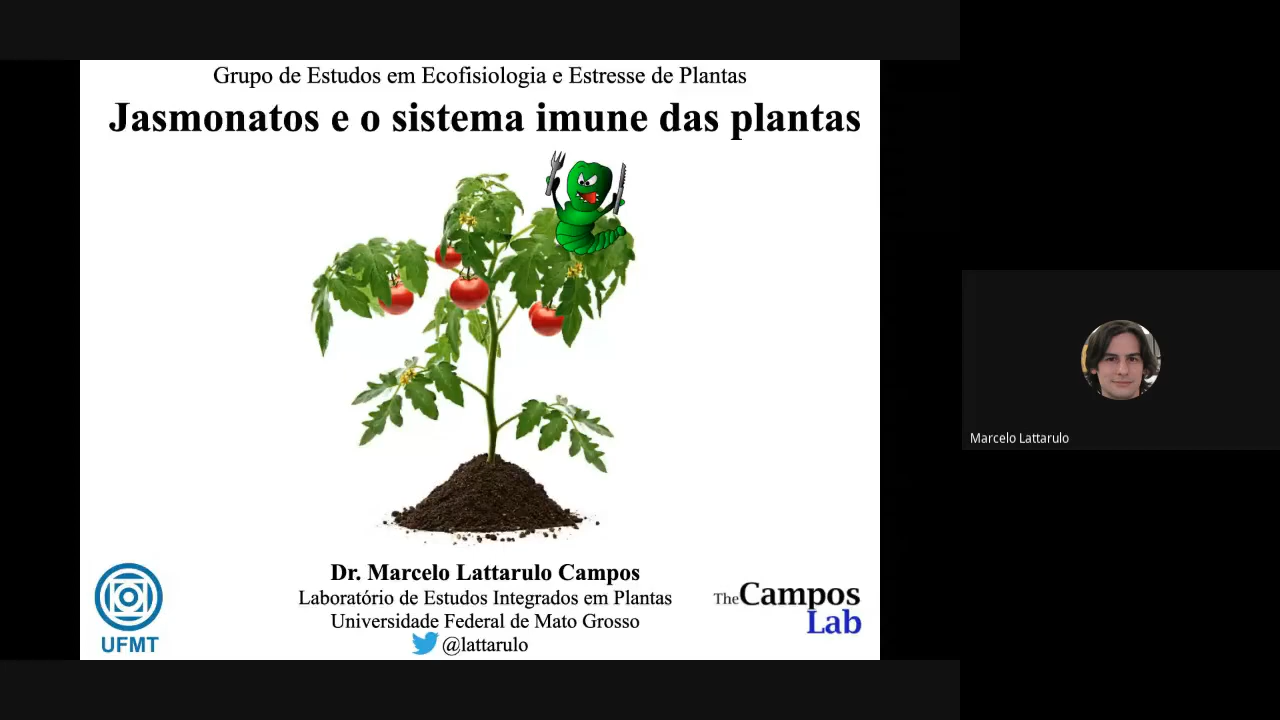 Grupo de Estudos em Ecofisiologia e Estresse de Plantas
Jasmonatos e o sistema imune das plantas
Dr. Marcelo Lattarulo Campos
Laboratório de Estudos Integrados em Plantas
Universidade Federal de Mato Grosso
@lattarulo
UFMT
The Campos
Lab
Marcelo Lattarulo